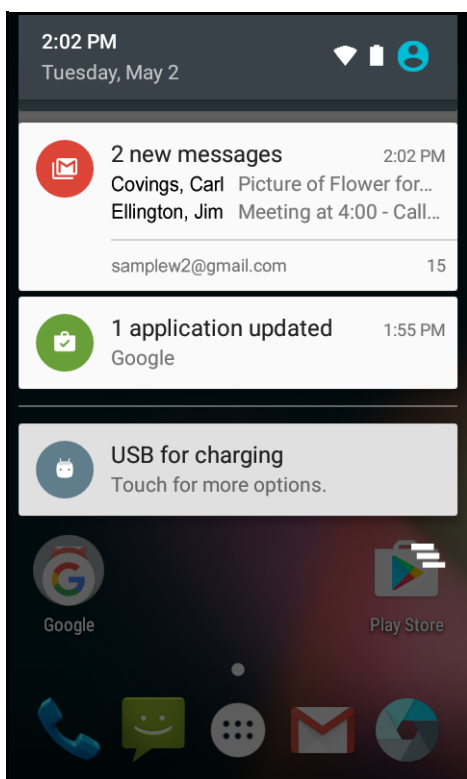 2:02 PM
Tuesday, May 2
2 new messages 2:02 PM
Covings, Carl Picture of Flower for...
Ellington, Jim Meeting at 4:00 - Call...
samplew2@gmail.com 15
1 application updated 1:55 PM
Google
USB for charging
Touch for more options.
Google Play Store